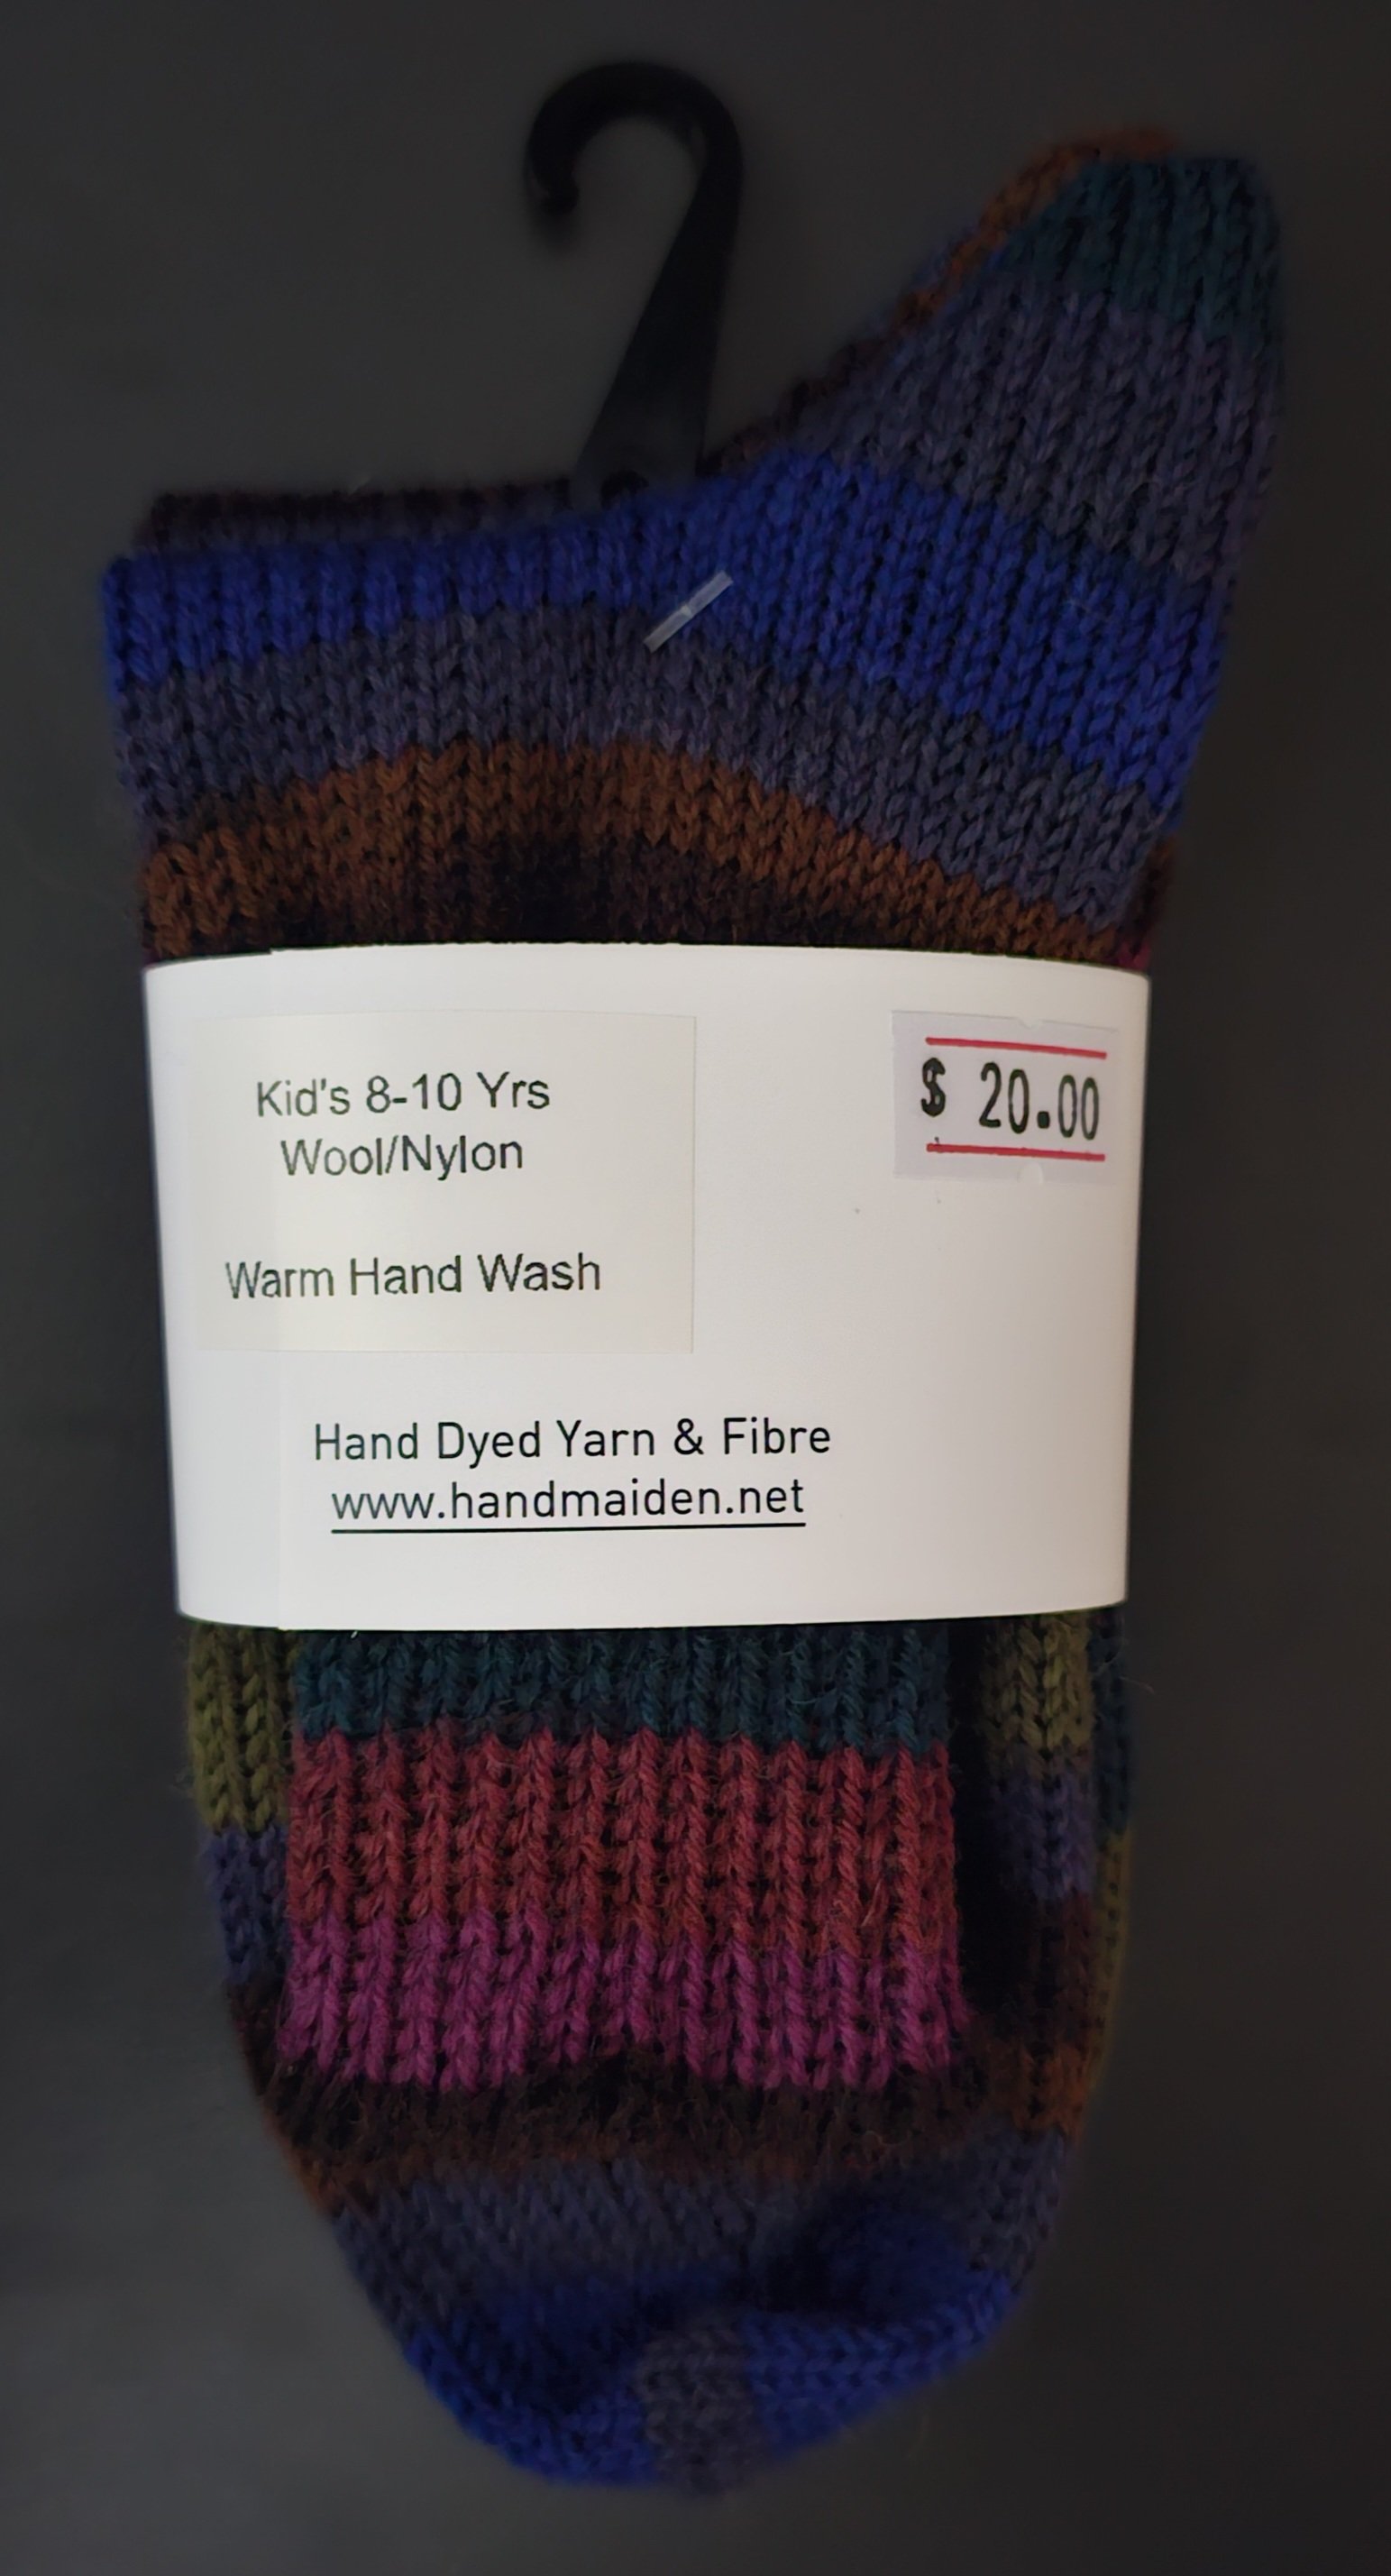 Kid's 8-10 Yrs
Wool/Nylon
Warm Hand Wash
$ 20.00
Hand Dyed Yarn & Fibre
www.handmaiden.net